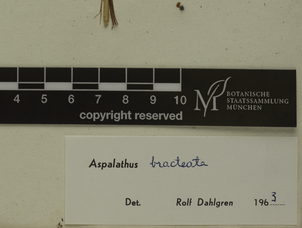 4 5 6 7 8 9 10
copyright reserved
BOTANISCHE
STAATSSAMMLUNG
MÜNCHEN
Aspalathus bracteata
Det. Rolf Dahlgren 1963